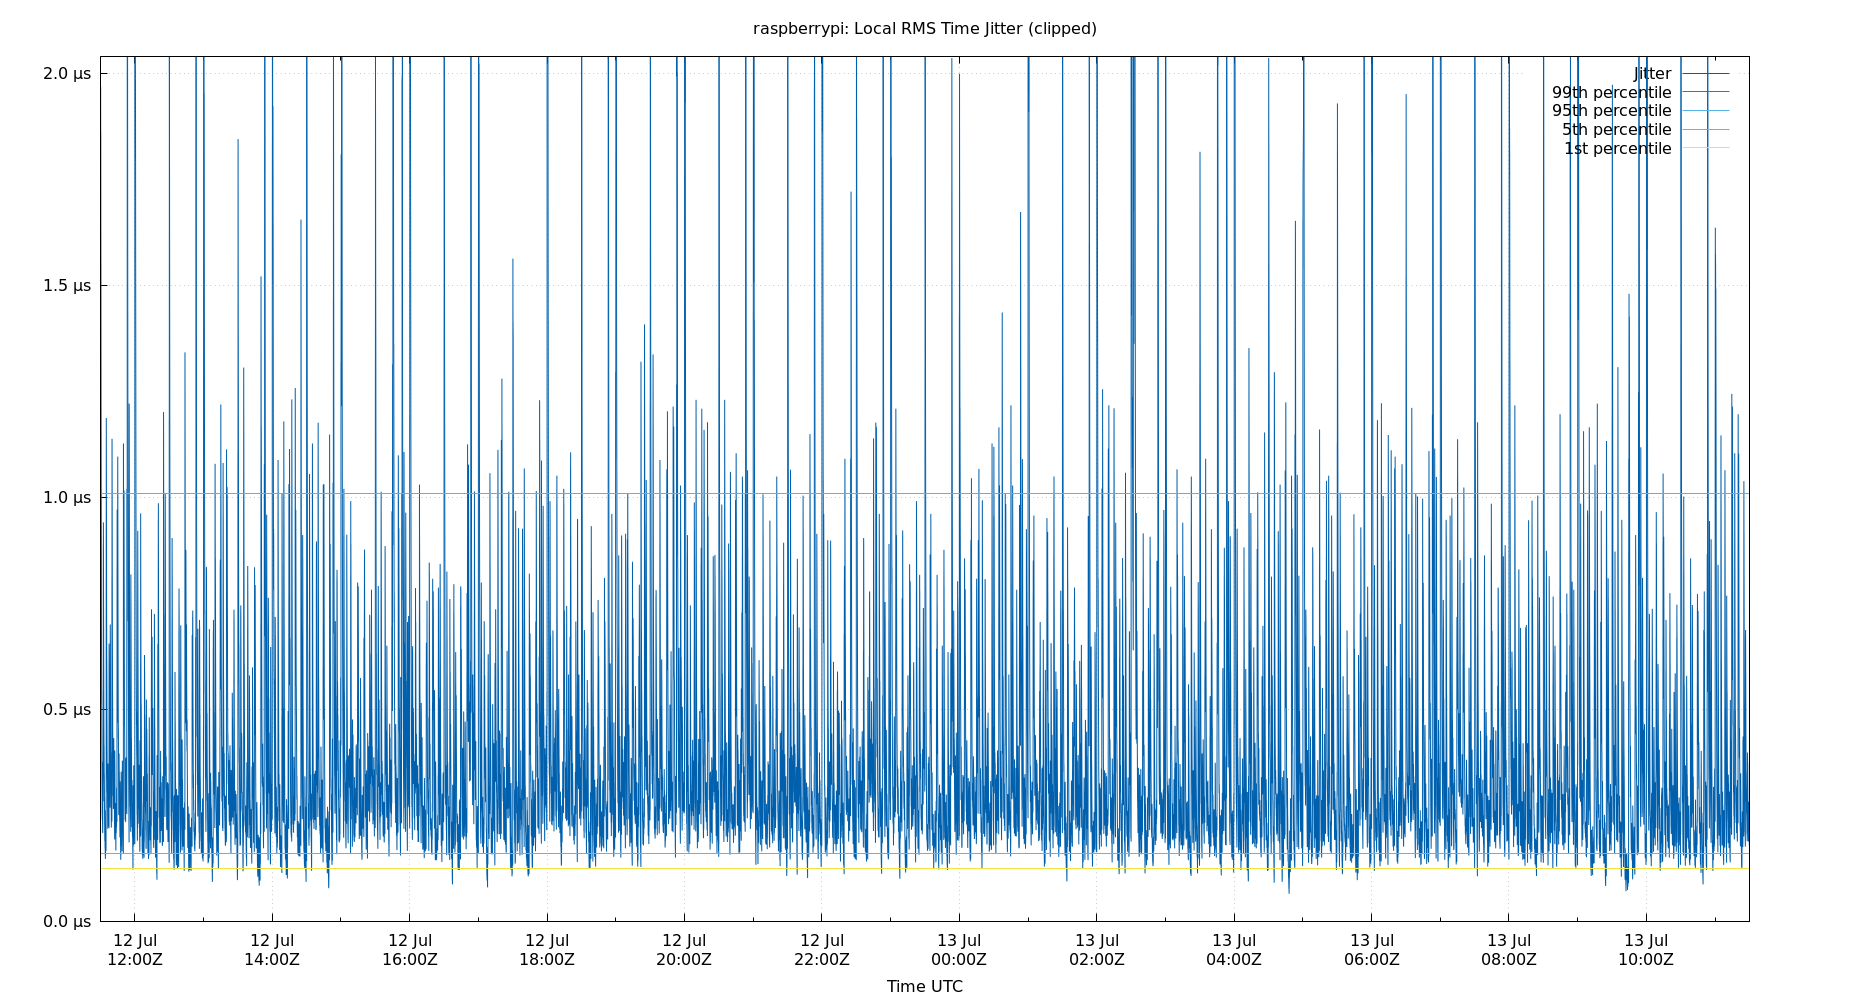 raspberrypi: Local RMS Time Jitter (clipped)
2.0 µs
1.5 µs
1.0 µs
0.5 µs
0.0 µs
Jitter
99th percentile
95th percentile
5th percentile
1st percentile
12 Jul 12 Jul 12 Jul 12 Jul 12 Jul 12 Jul 13 Jul 13 Jul 13 Jul 13 Jul 13 Jul 13 Jul
12:00Z 14:00Z 16:00Z 18:00Z 20:00Z 22:00Z 00:00Z 02:00Z 04:00Z 06:00Z 08:00Z 10:00Z
Time UTC